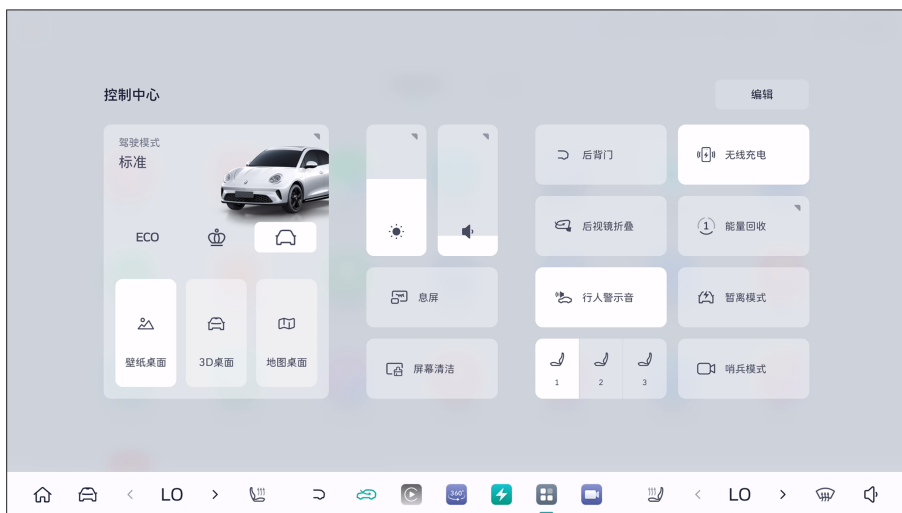 控制中心
编辑
驾驶模式
标准
ECO
壁纸桌面
3D桌面
地图桌面
息屏
屏幕清洁
后背门
无线充电
后视镜折叠
1
能量回收
行人警示音
暂离模式
1
2
3
哨兵模式
LO
360°
LO